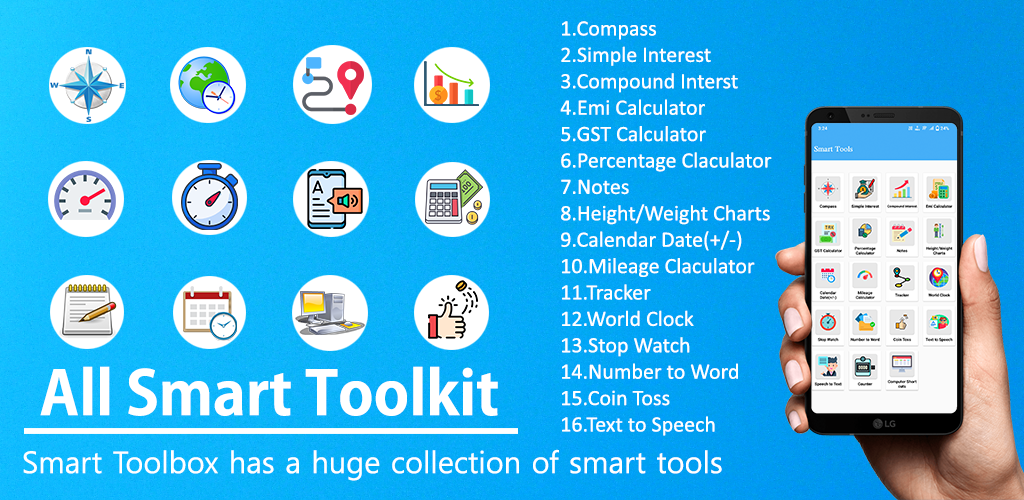 N
W E
S
A
All Smart Toolkit
Smart Toolbox has a huge collection of smart tools
1.Compass
2.Simple Interest
3.Compound Interst
4.Emi Calculator
5.GST Calculator
6.Percentage Claculator
7.Notes
8.Height/Weight Charts
9.Calendar Date(+/-)
10.Mileage Claculator
11.Tracker
12.World Clock
13.Stop Watch
14.Number to Word
15.Coin Toss
16.Text to Speech
Smart Tools
Compass Simple Interest Compound Interest Emi Calculator
GST Calculator Percentage Calculator Notes Height/Weight Charts
Calendar Date(+/-) Mileage Calculator Tracker World Clock
Stop Watch Number to Word Coin Toss Text to Speech
Speech to Text Counter Computer Short cuts
LG